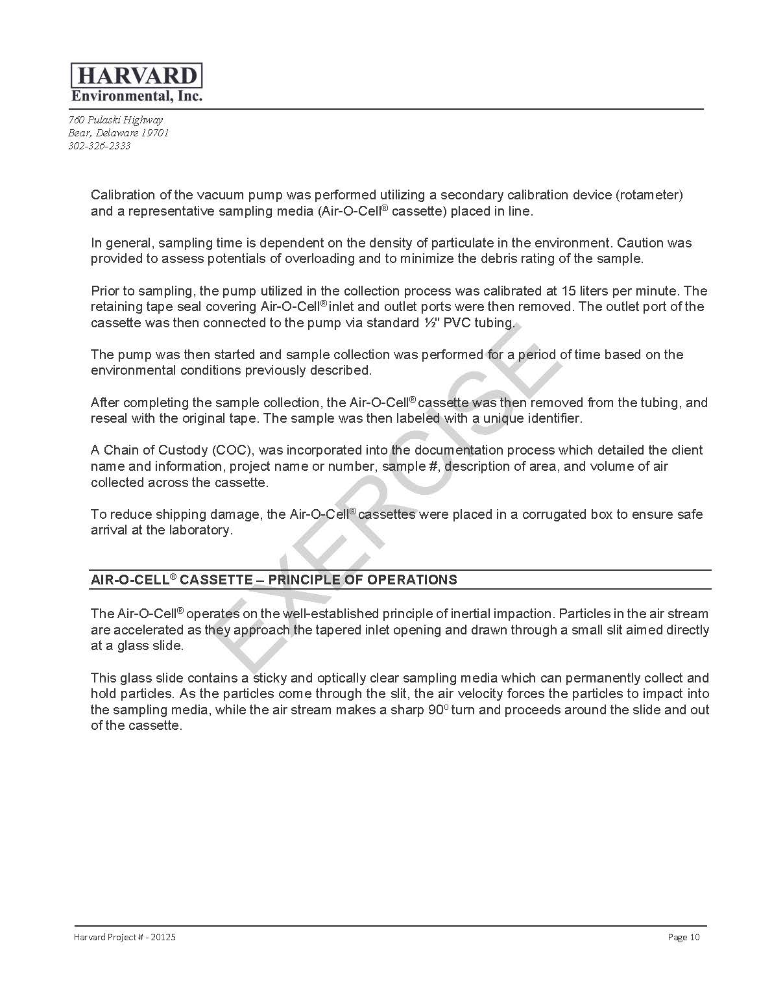 HARVARD
Environmental, Inc.
760 Pulaski Highway
Bear, Delaware 19701
302-326-2333
Calibration of the vacuum pump was performed utilizing a secondary calibration device (rotameter)
and a representative sampling media (Air-O-Cell® cassette) placed in line.
In general, sampling time is dependent on the density of particulate in the environment. Caution was
provided to assess potentials of overloading and to minimize the debris rating of the sample.
Prior to sampling, the pump utilized in the collection process was calibrated at 15 liters per minute. The
retaining tape seal covering Air-O-Cell® inlet and outlet ports were then removed. The outlet port of the
cassette was then connected to the pump via standard ½" PVC tubing.
The pump was then started and sample collection was performed for a period of time based on the
environmental conditions previously described.
After completing the sample collection, the Air-O-Cell® cassette was then removed from the tubing, and
reseal with the original tape. The sample was then labeled with a unique identifier.
A Chain of Custody (COC), was incorporated into the documentation process which detailed the client
name and information, project name or number, sample #, description of area, and volume of air
collected across the cassette.
To reduce shipping damage, the Air-O-Cell® cassettes were placed in a corrugated box to ensure safe
arrival at the laboratory.
AIR-O-CELL® CASSETTE – PRINCIPLE OF OPERATIONS
The Air-O-Cell® operates on the well-established principle of inertial impaction. Particles in the air stream
are accelerated as they approach the tapered inlet opening and drawn through a small slit aimed directly
at a glass slide.
This glass slide contains a sticky and optically clear sampling media which can permanently collect and
hold particles. As the particles come through the slit, the air velocity forces the particles to impact into
the sampling media, while the air stream makes a sharp 90° turn and proceeds around the slide and out
of the cassette.
EXERCISE
Harvard Project # - 20125
Page 10